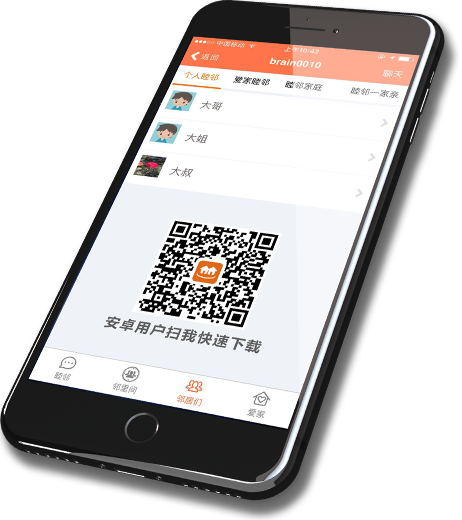 中国移动 上午10:42
返回 brain0010 聊天
个人睦邻 爱家睦邻 睦邻家庭 睦邻一家亲
大哥
大姐
大叔
安卓用户扫我快速下载
睦邻 邻里间 邻居们 爱家